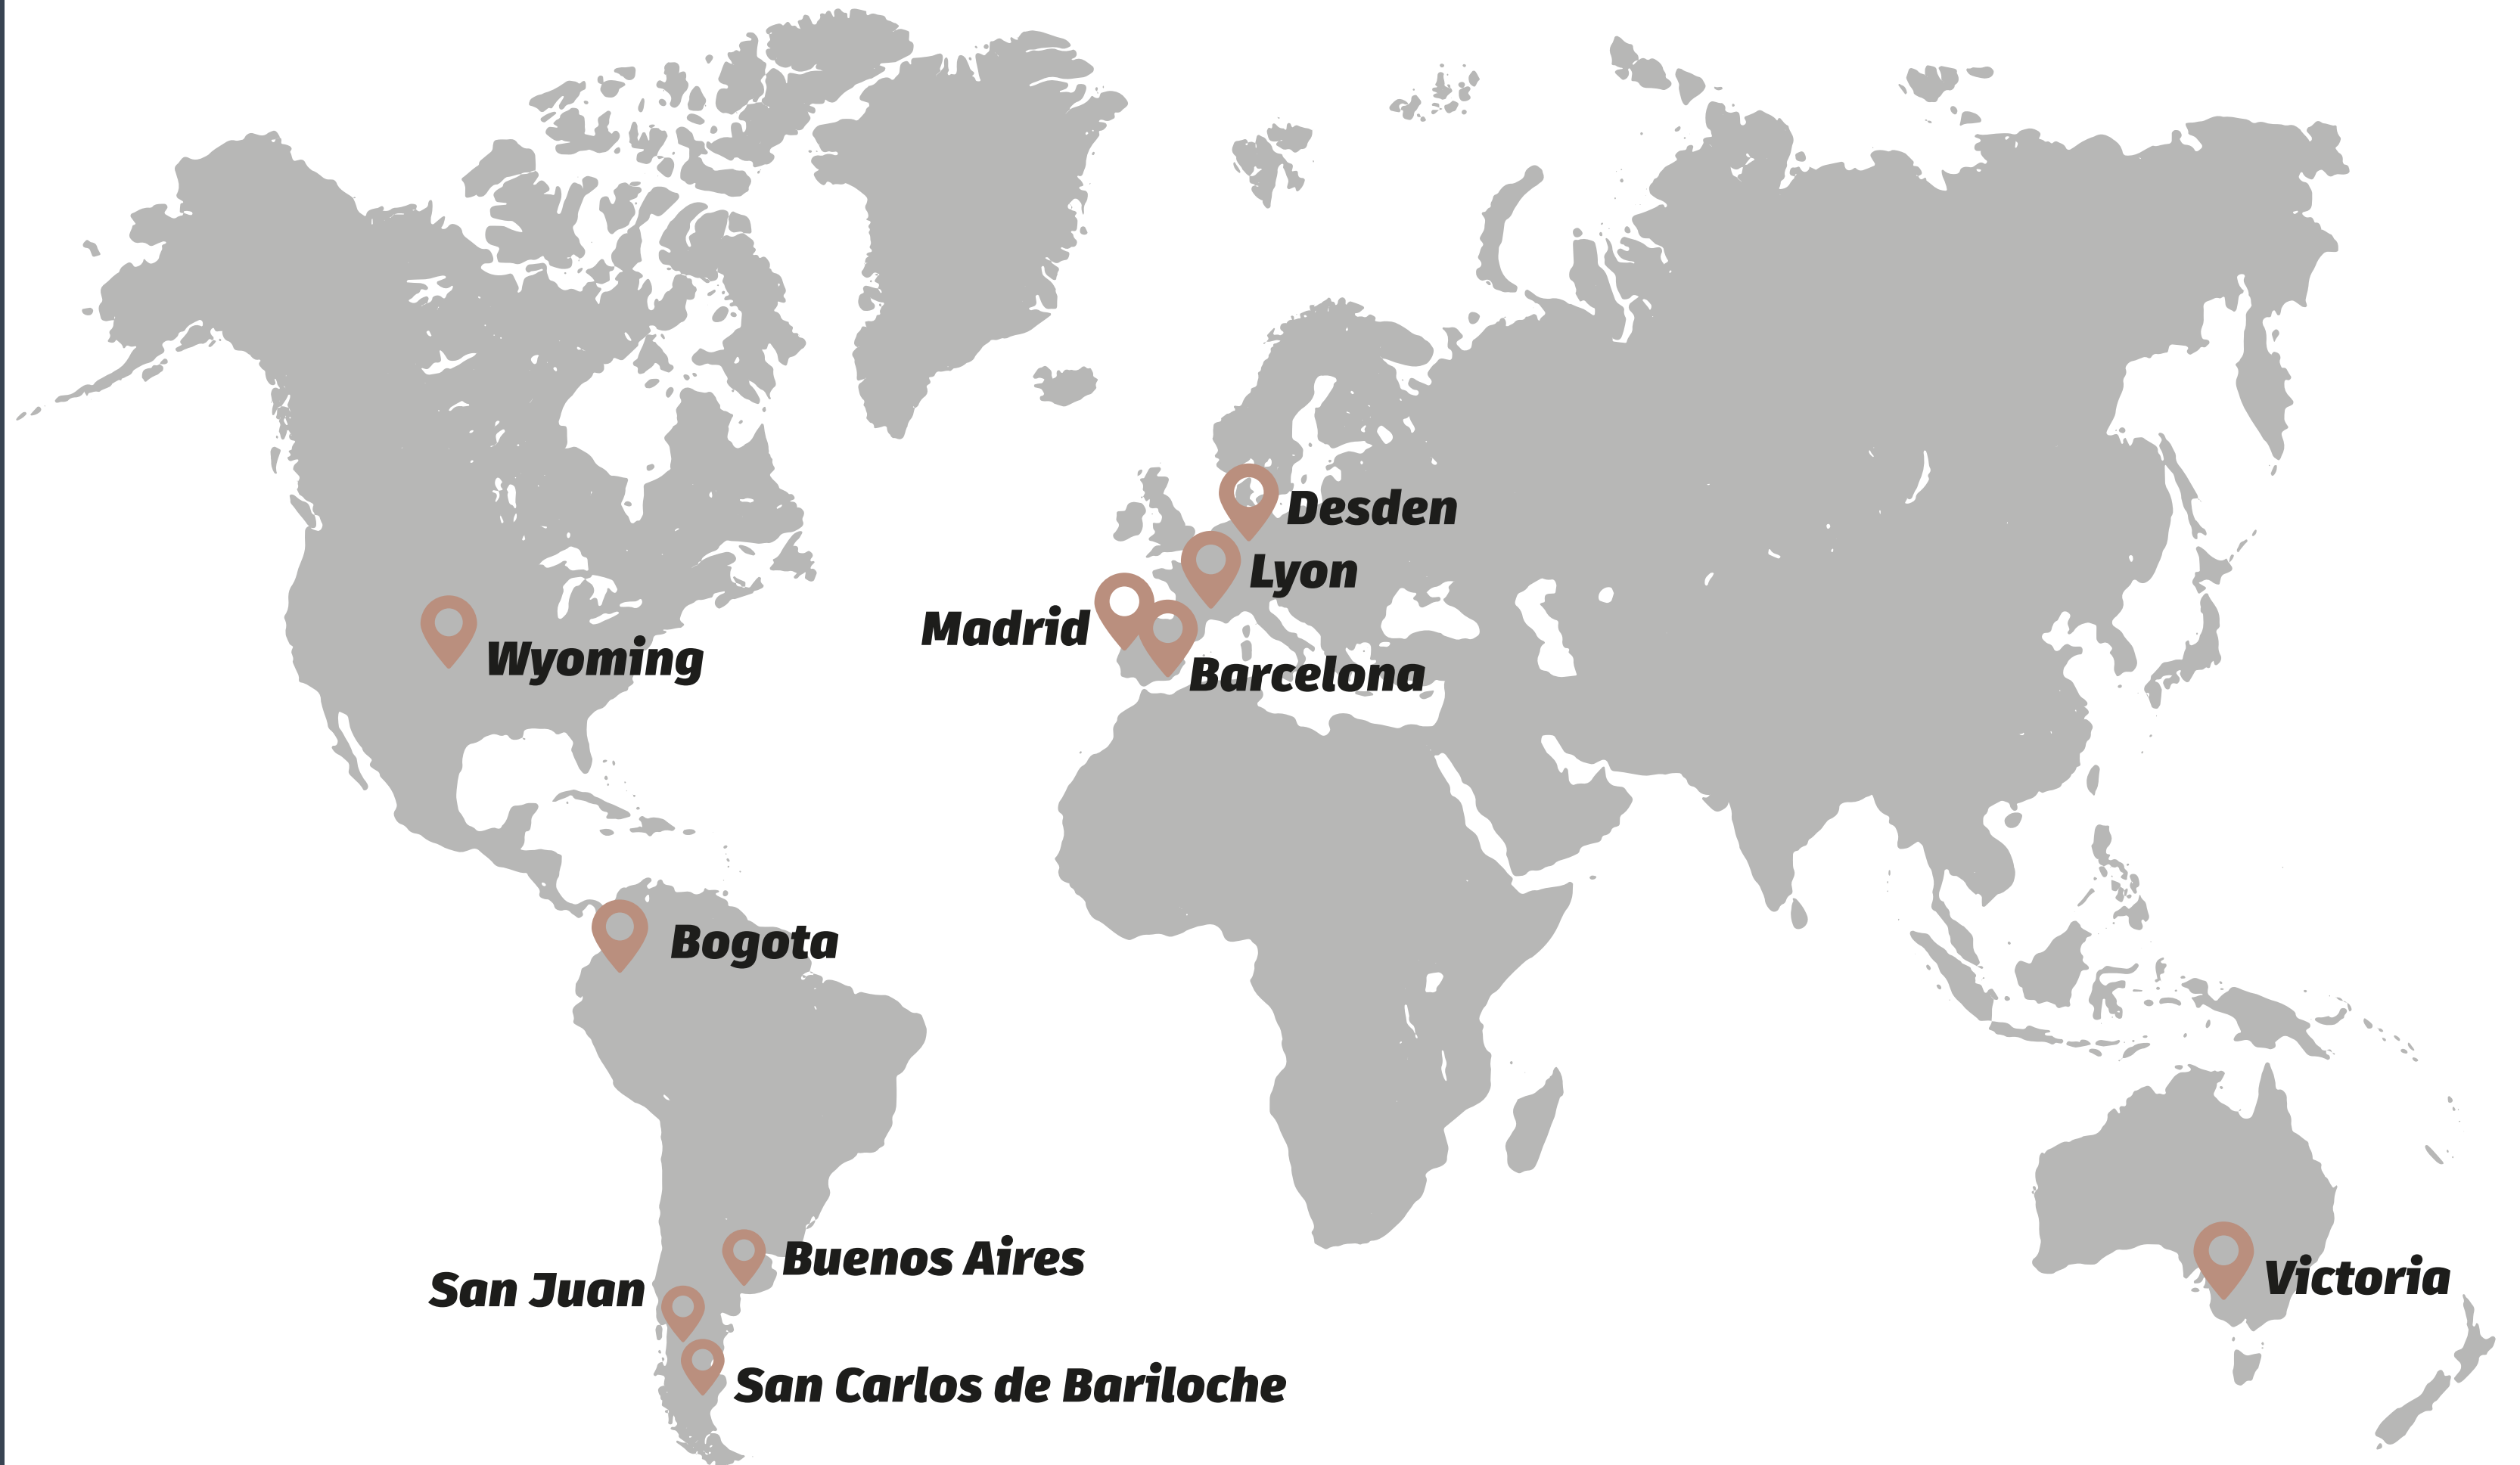 Desden
Lyon
Madrid
Wyoming
Barcelona
Bogota
Buenos Aires
San Juan
Victoria
San Carlos de Bariloche